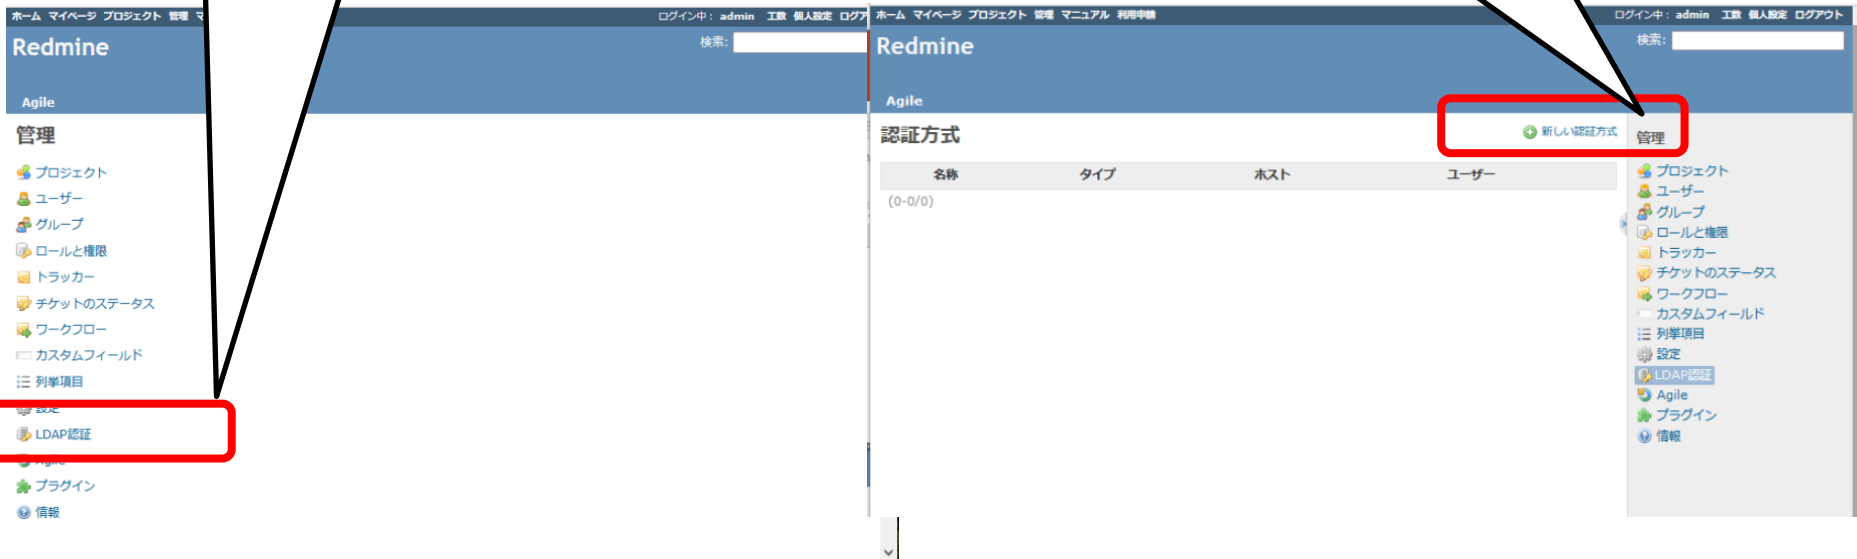 ホーム マイページ プロジェクト 管理
ログイン中: admin 工数 個人設定
Redmine
検索:
Agile
管理
プロジェクト
ユーザー
グループ
ロールと権限
トラッカー
チケットのステータス
ワークフロー
カスタムフィールド
列挙項目
設定
LDAP認証
Agile
プラグイン
情報
ホーム マイページ プロジェクト 管理 マニュアル 利用申請
ログイン中: admin 工数 個人設定 ログアウト
Redmine
検索:
Agile
認証方式
新しい認証方式
名称 タイプ ホスト ユーザー
(0-0/0)
管理
プロジェクト
ユーザー
グループ
ロールと権限
トラッカー
チケットのステータス
ワークフロー
カスタムフィールド
列挙項目
設定
LDAP認証
Agile
プラグイン
情報